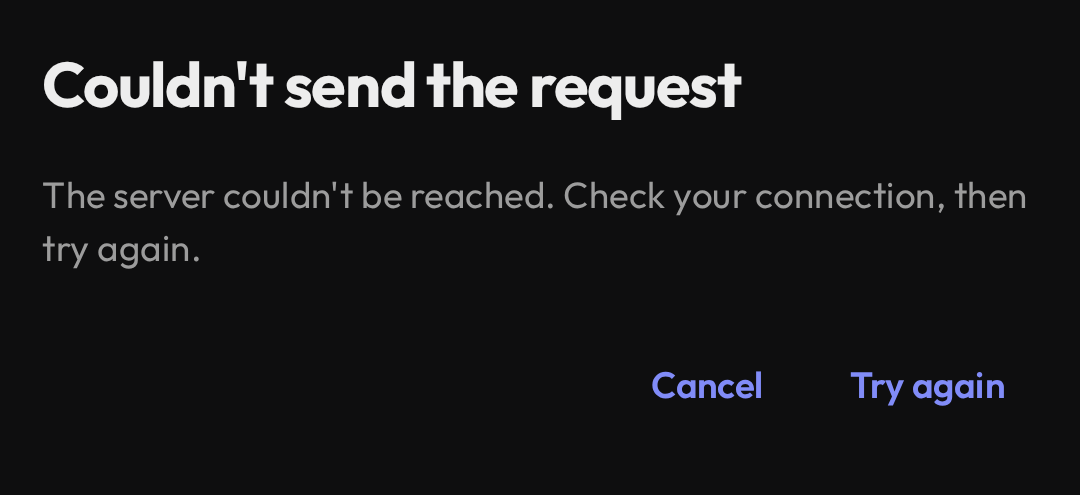 Couldn't send the request
The server couldn't be reached. Check your connection, then
try again.
Cancel
Try again